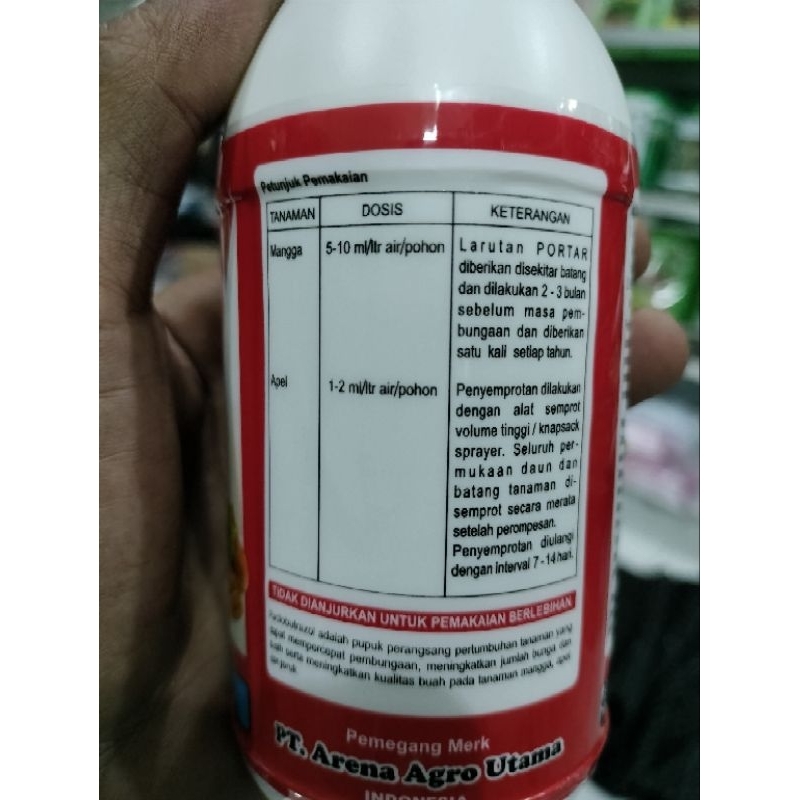 Petunjuk Pemakaian
TANAMAN DOSIS KETERANGAN
Mangga 5-10 ml/ltr air/pohon Larutan PORTAR
diberikan disekitar batang
dan dilakukan 2 - 3 bulan
sebelum masa pem-
bungaan dan diberikan
satu kali setiap tahun.
Apel 1-2 ml/ltr air/pohon Penyemprotan dilakukan
dengan alat semprot
volume tinggi / knapsack
sprayer. Seluruh per-
mukaan daun dan
batang tanaman di-
semprot secara merata
setelah perompesan.
Penyemprotan diulangi
dengan interval 7 - 14 hari.
TIDAK DIANJURKAN UNTUK PEMAKAIAN BERLEBIHAN
adalah pupuk perangsang pertumbuhan tanaman yang
dapat mempercepat pembungaan, meningkatkan jumlah bunga dan
serta meningkatkan kualitas buah pada tanaman mangga, apel
dan jeruk.
Pemegang Merk
PT. Arena Agro Utama
INDONESIA